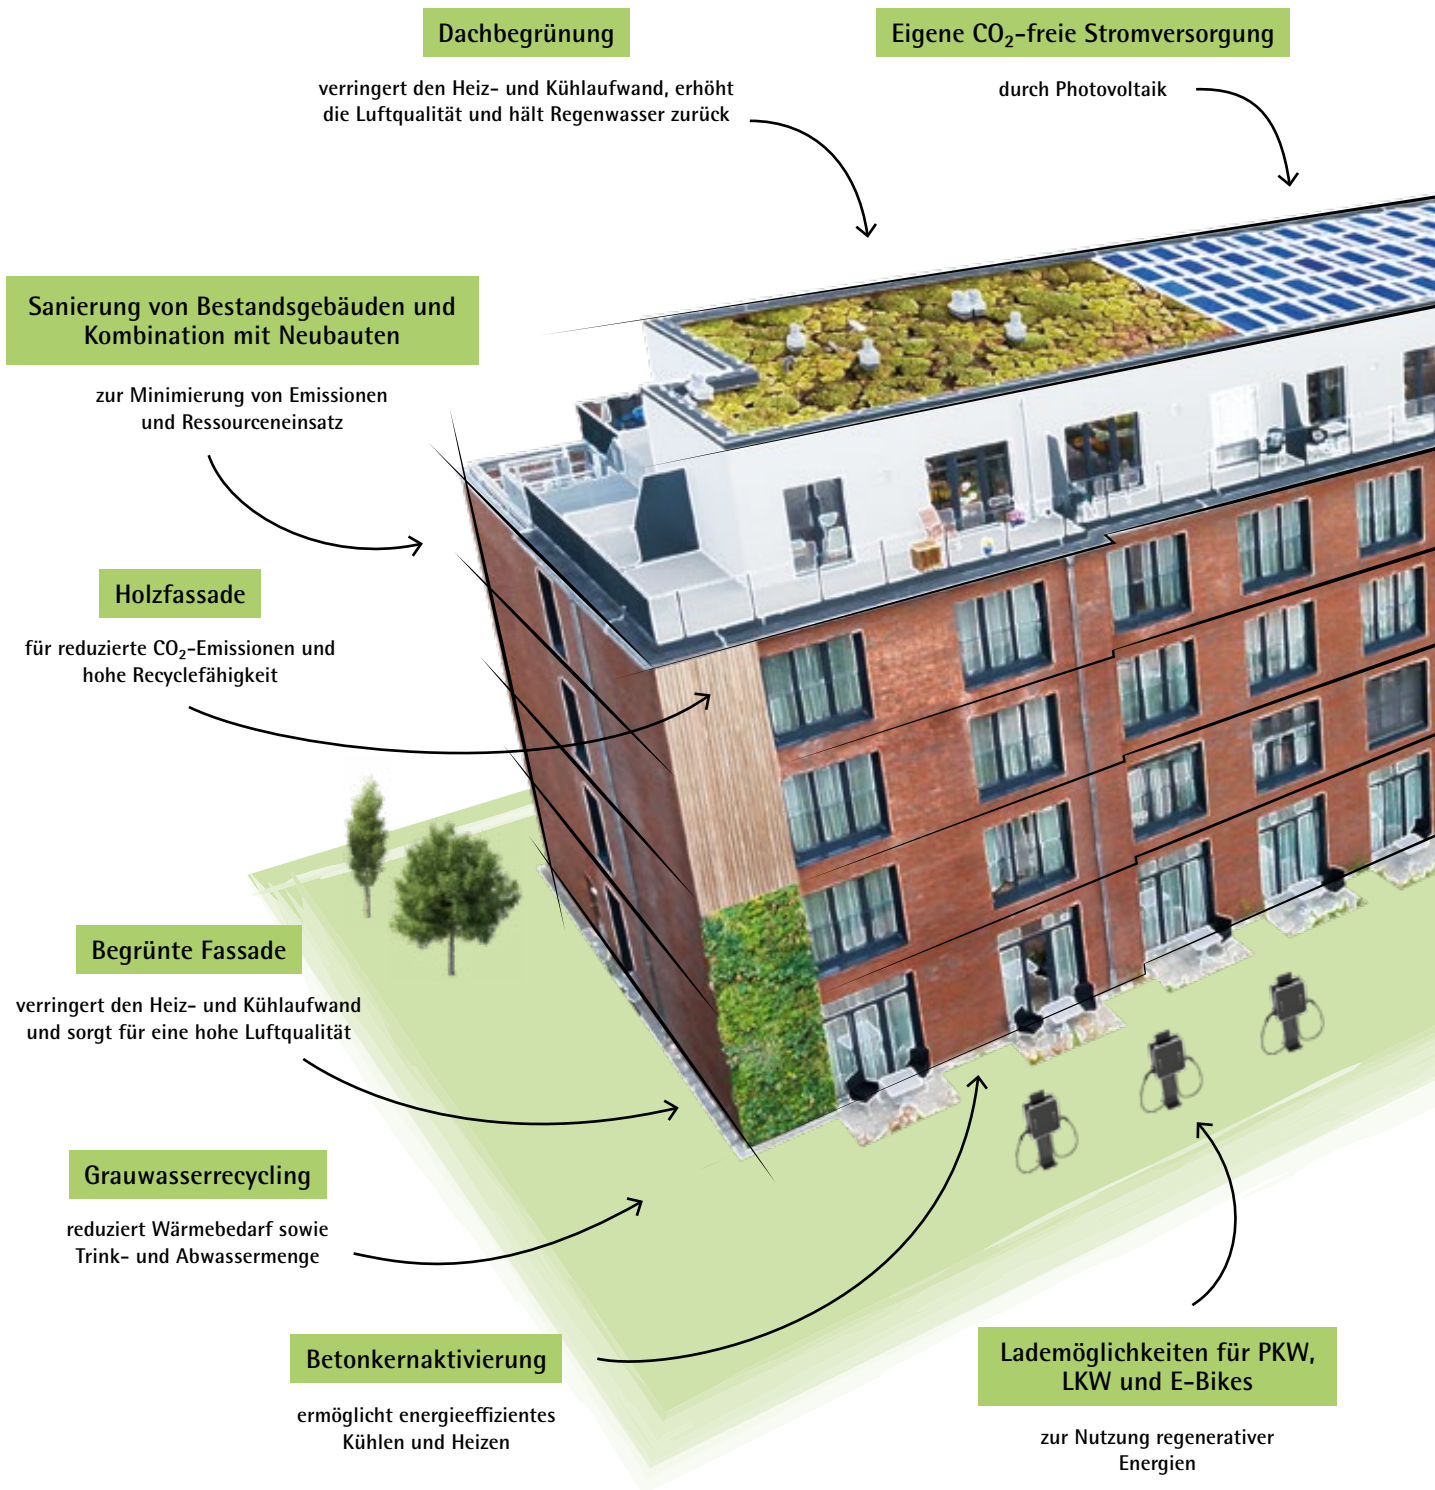 Dachbegrünung
verringert den Heiz- und Kühlaufwand, erhöht
die Luftqualität und hält Regenwasser zurück
Eigene CO₂-freie Stromversorgung
durch Photovoltaik
Sanierung von Bestandsgebäuden und
Kombination mit Neubauten
zur Minimierung von Emissionen
und Ressourceneinsatz
Holzfassade
für reduzierte CO₂-Emissionen und
hohe Recyclefähigkeit
Begrünte Fassade
verringert den Heiz- und Kühlaufwand
und sorgt für eine hohe Luftqualität
Grauwasserrecycling
reduziert Wärmebedarf sowie
Trink- und Abwassermenge
Betonkernaktivierung
ermöglicht energieeffizientes
Kühlen und Heizen
Lademöglichkeiten für PKW,
LKW und E-Bikes
zur Nutzung regenerativer
Energien